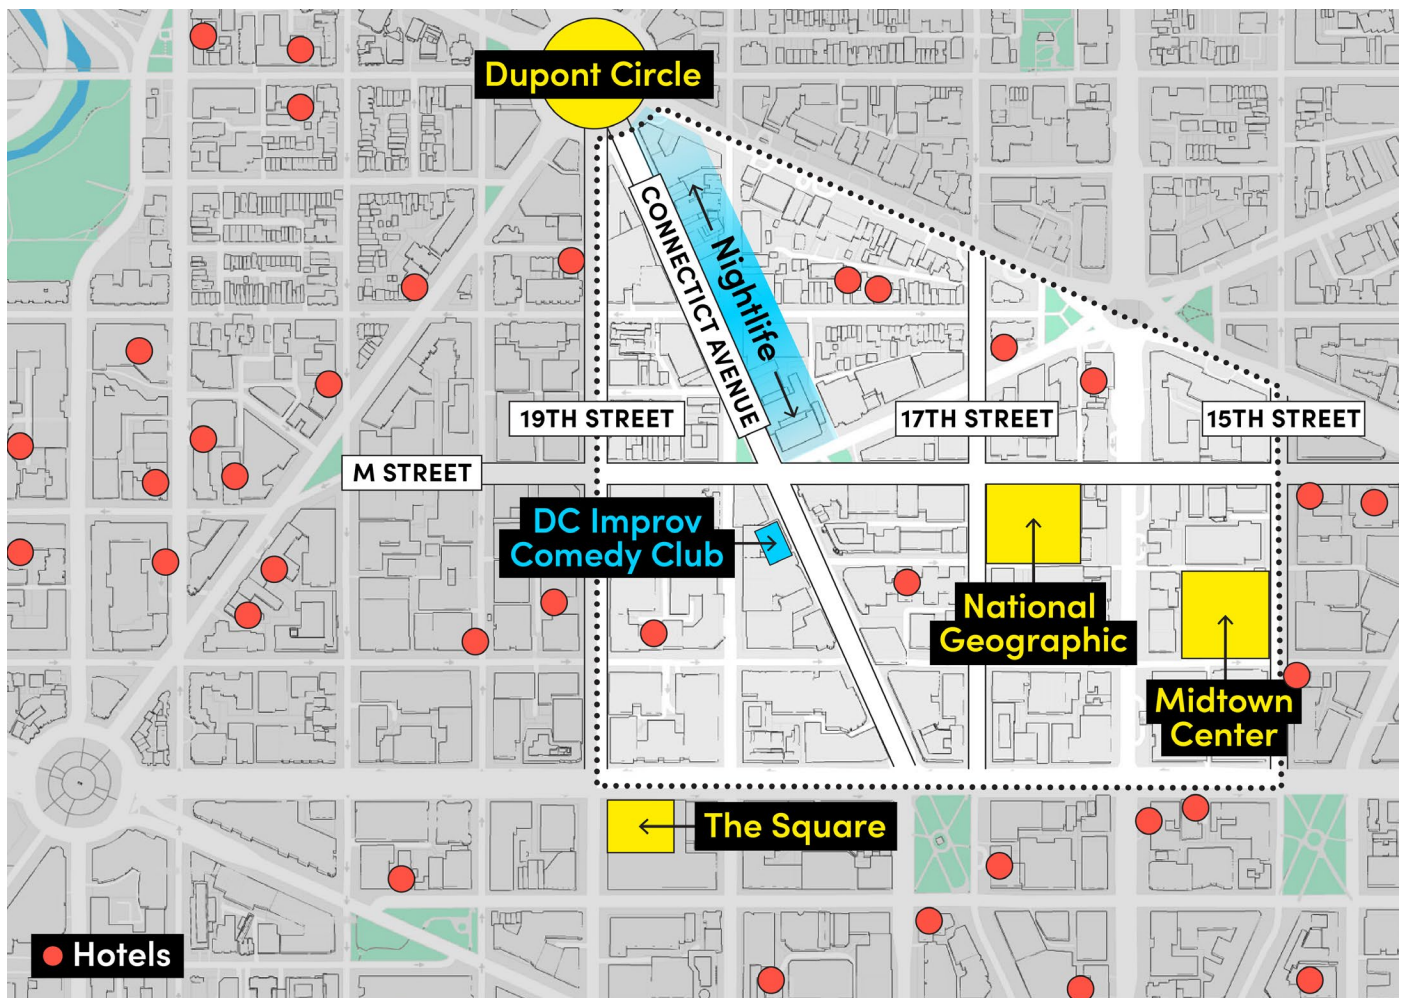 Dupont Circle
CONNECTICT AVENUE
Nightlife
19TH STREET
17TH STREET
15TH STREET
M STREET
DC Improv
Comedy Club
National
Geographic
Midtown
Center
The Square
Hotels